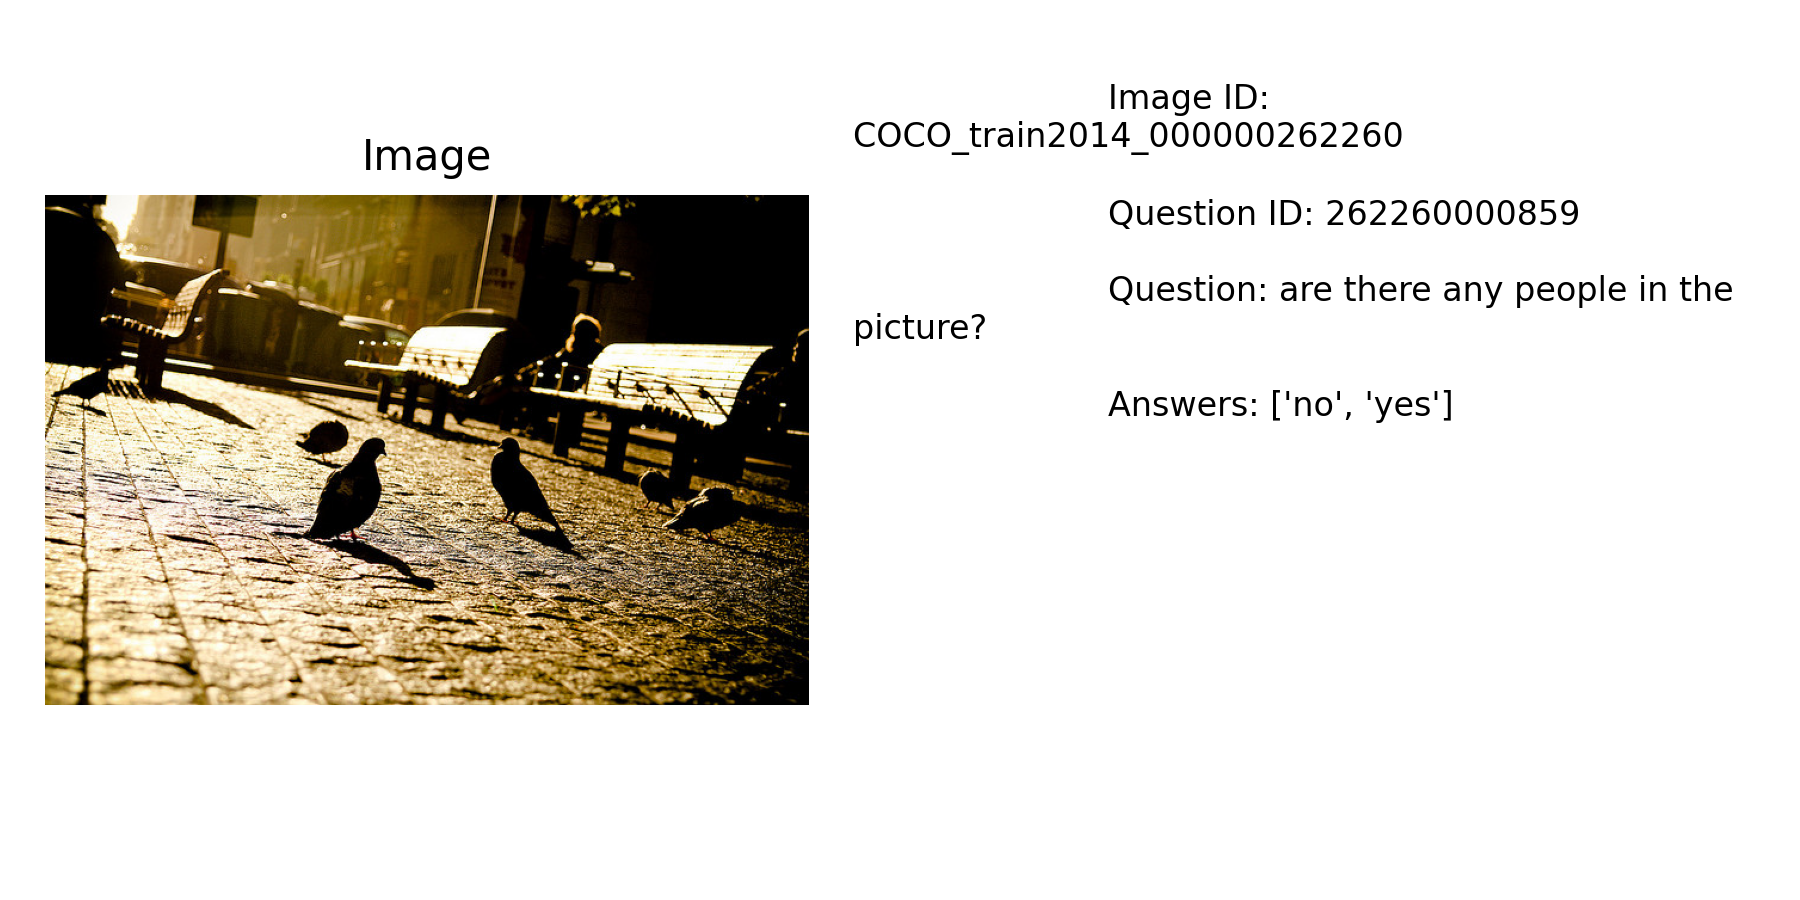 Image
Image ID:
COCO_train2014_000000262260
Question ID: 262260000859
Question: are there any people in the
picture?
Answers: ['no', 'yes']